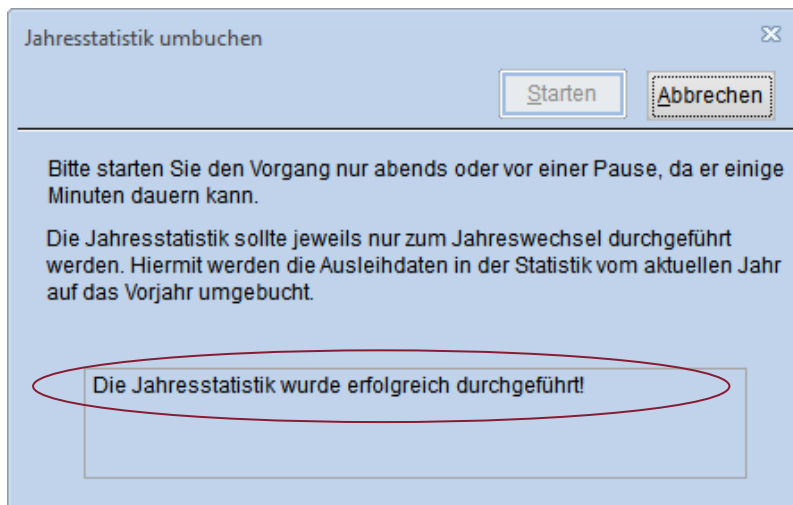 Jahresstatistik umbuchen
Starten
Abbrechen
Bitte starten Sie den Vorgang nur abends oder vor einer Pause, da er einige
Minuten dauern kann.
Die Jahresstatistik sollte jeweils nur zum Jahreswechsel durchgeführt
werden. Hiermit werden die Ausleihdaten in der Statistik vom aktuellen Jahr
auf das Vorjahr umgebucht.
Die Jahresstatistik wurde erfolgreich durchgeführt!